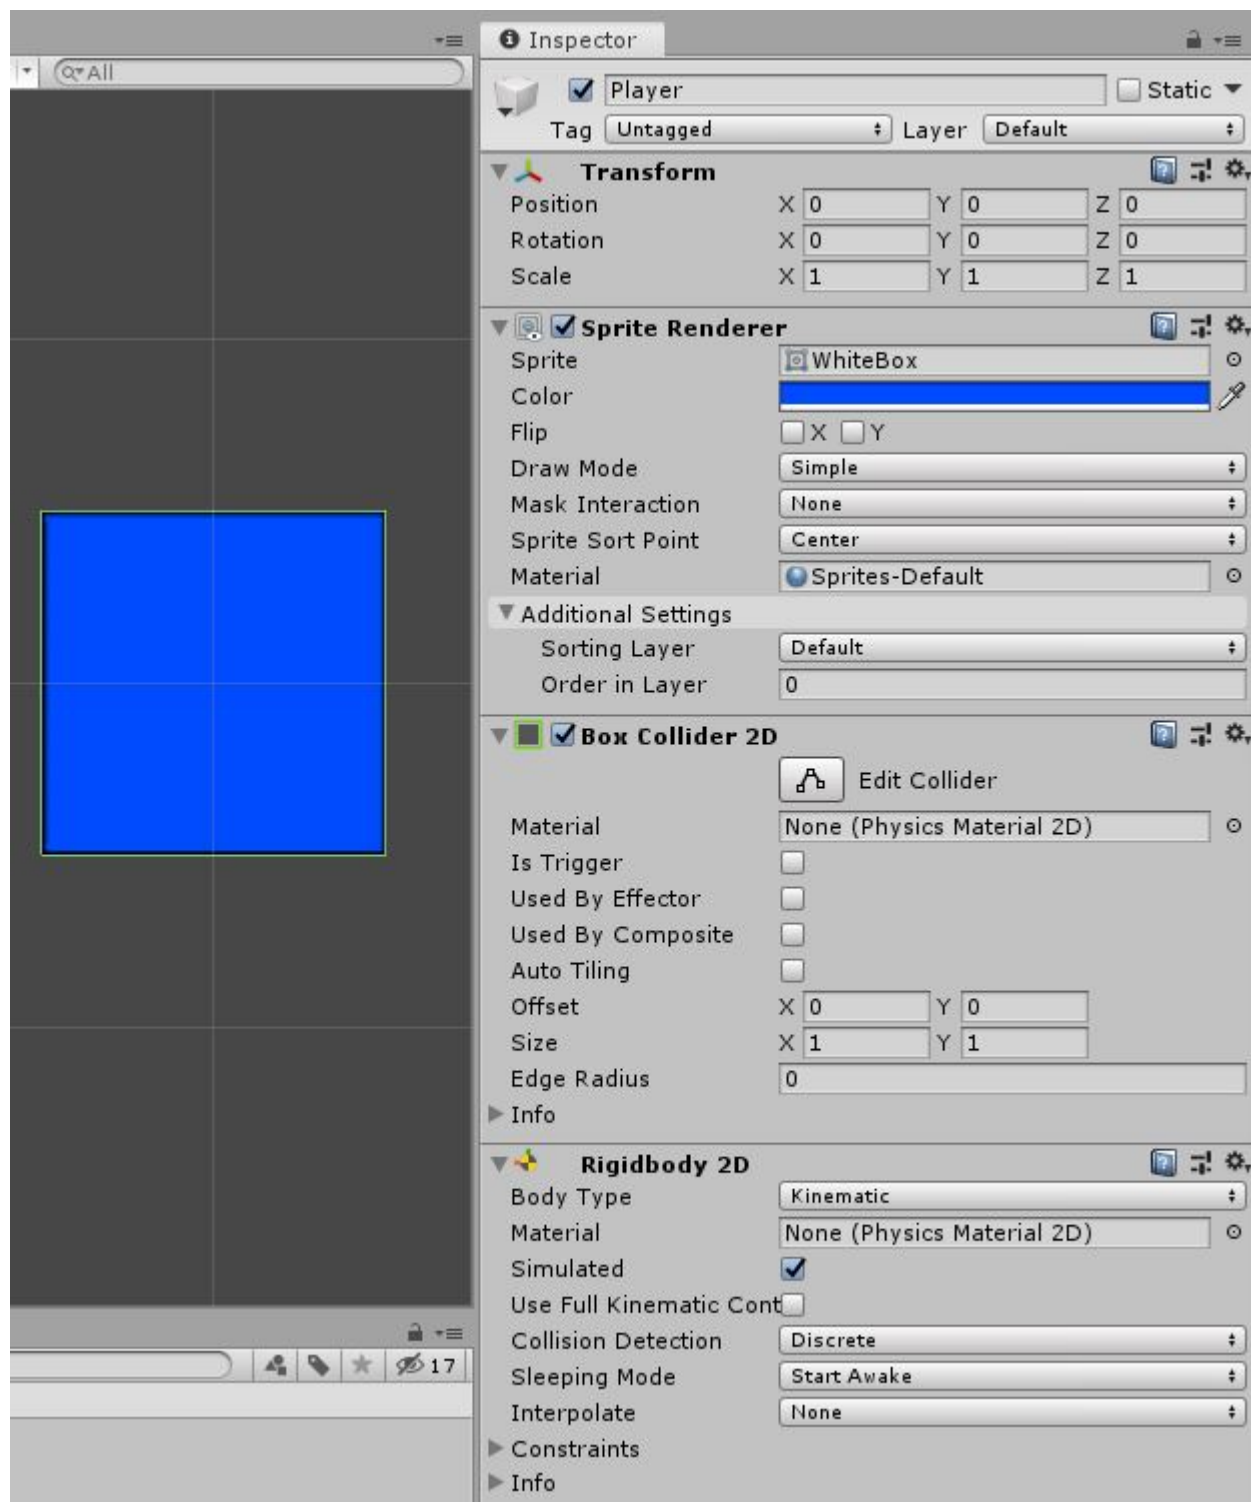 Inspector
All
Player Static
Tag Untagged Layer Default
Transform
Position X 0 Y 0 Z 0
Rotation X 0 Y 0 Z 0
Scale X 1 Y 1 Z 1
Sprite Renderer
Sprite WhiteBox
Color
Flip X Y
Draw Mode Simple
Mask Interaction None
Sprite Sort Point Center
Material Sprites-Default
Additional Settings
Sorting Layer Default
Order in Layer 0
Box Collider 2D
Edit Collider
Material None (Physics Material 2D)
Is Trigger
Used By Effector
Used By Composite
Auto Tiling
Offset X 0 Y 0
Size X 1 Y 1
Edge Radius 0
Info
Rigidbody 2D
Body Type Kinematic
Material None (Physics Material 2D)
Simulated
Use Full Kinematic Cont
Collision Detection Discrete
17
Sleeping Mode Start Awake
Interpolate None
Constraints
Info